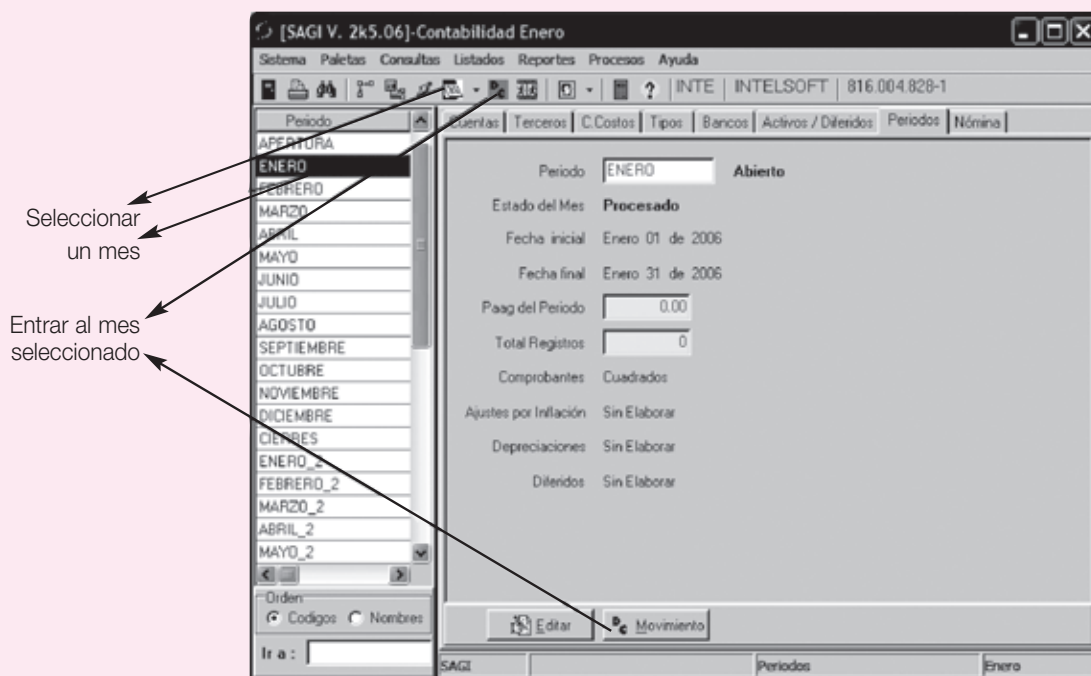 [SAGI V. 2k5.06]-Contabilidad Enero
Sistema Paletas Consultas Listados Reportes Procesos Ayuda
INTE INTELSOFT 816.004.828-1
Periodo
APERTURA
ENERO
FEBRERO
MARZO
ABRIL
MAYO
JUNIO
JULIO
AGOSTO
SEPTIEMBRE
OCTUBRE
NOVIEMBRE
DICIEMBRE
CIERRES
ENERO_2
FEBRERO_2
MARZO_2
ABRIL_2
MAYO_2
Orden
Codigos Nombres
Ir a :
Seleccionar
un mes
Entrar al mes
seleccionado
Cuentas Terceros C.Costos Tipos Bancos Activos / Diferidos Periodos Nómina
Periodo ENERO Abierto
Estado del Mes Procesado
Fecha inicial Enero 01 de 2006
Fecha final Enero 31 de 2006
Paag del Periodo 0.00
Total Registros 0
Comprobantes Cuadrados
Ajustes por Inflación Sin Elaborar
Depreciaciones Sin Elaborar
Diferidos Sin Elaborar
Editar Movimiento
SAGI Periodos Enero